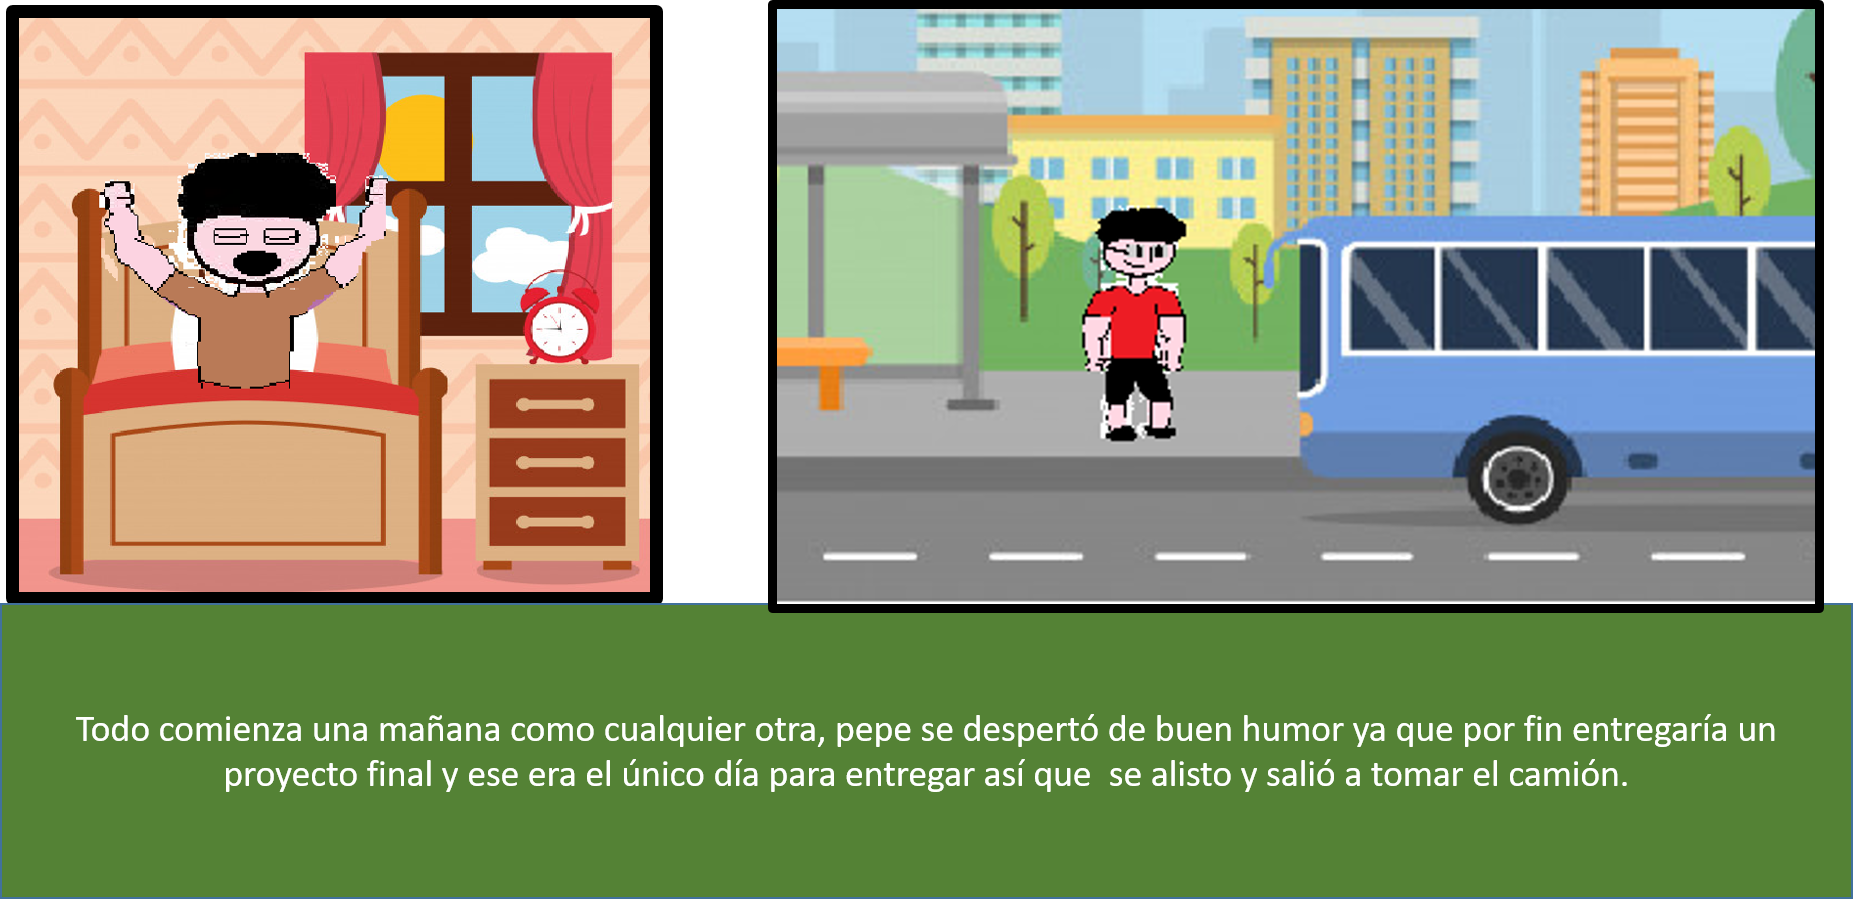 Todo comienza una mañana como cualquier otra, pepe se despertó de buen humor ya que por fin entregaría un
proyecto final y ese era el único día para entregar así que  se alisto y salió a tomar el camión.